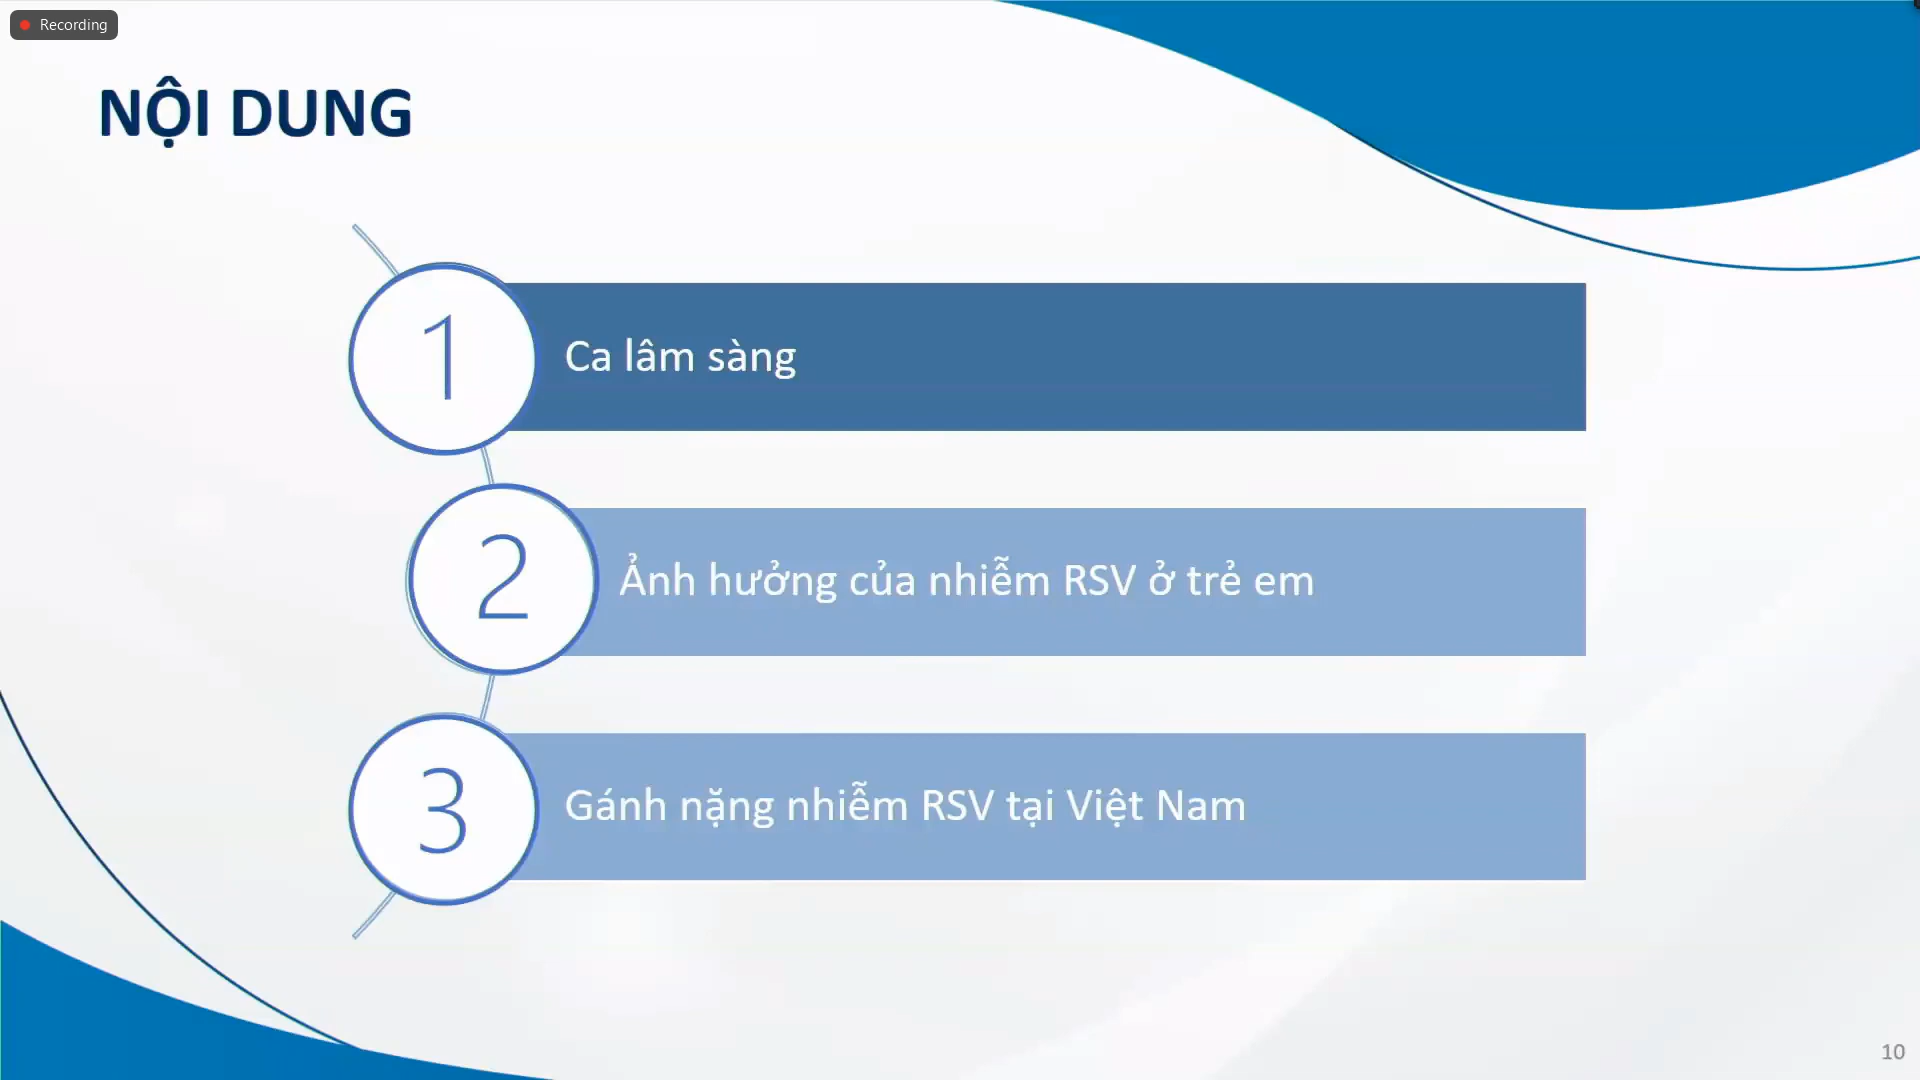 Recording
NỘI DUNG
1
Ca lâm sàng
2
Ảnh hưởng của nhiễm RSV ở trẻ em
3
Gánh nặng nhiễm RSV tại Việt Nam
10